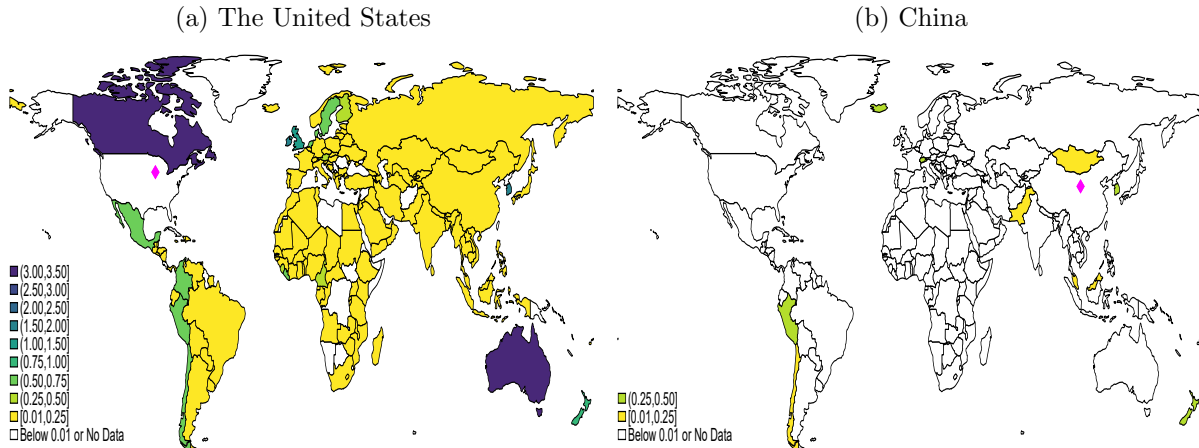 (a) The United States
(b) China
(3.00,3.50]
(2.50,3.00]
(2.00,2.50]
(1.50,2.00]
(1.00,1.50]
(0.75,1.00]
(0.50,0.75]
(0.25,0.50]
[0.01,0.25]
Below 0.01 or No Data
(0.25,0.50]
[0.01,0.25]
Below 0.01 or No Data